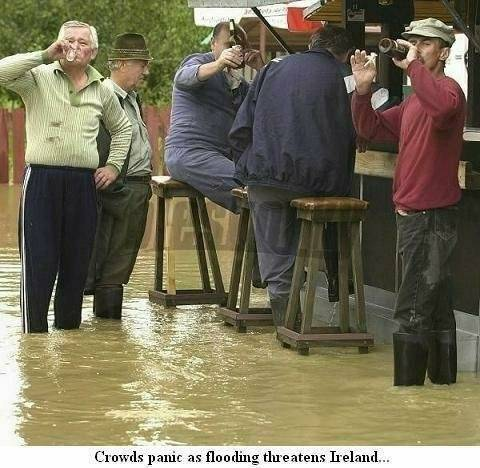 Crowds panic as flooding threatens Ireland...